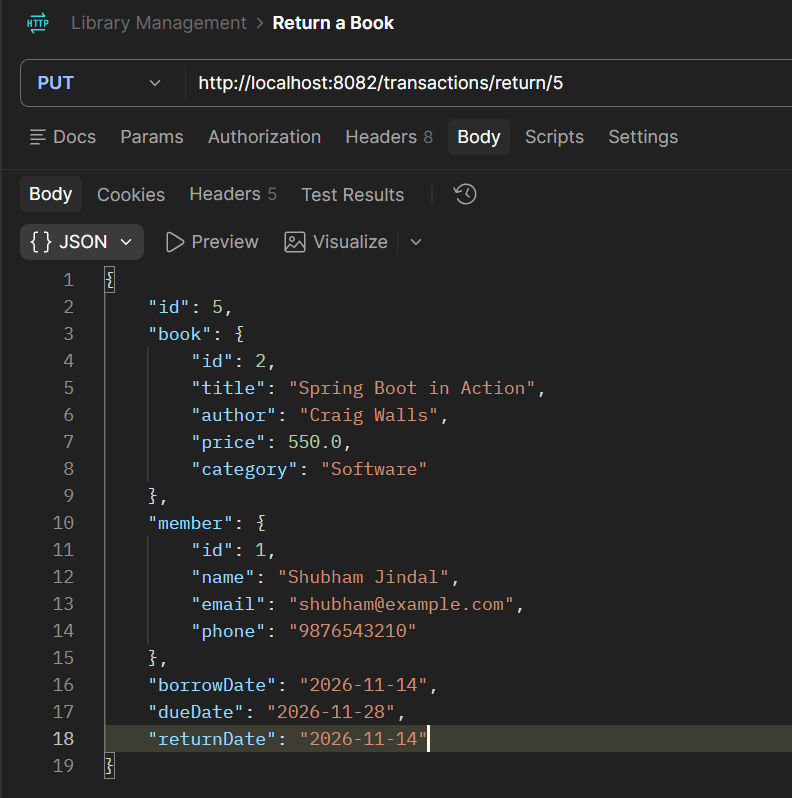 HTTP Library Management > Return a Book
PUT http://localhost:8082/transactions/return/5
Docs Params Authorization Headers 8 Body Scripts Settings
Body Cookies Headers 5 Test Results
{ } JSON Preview Visualize
1 {
2 "id": 5,
3 "book": {
4 "id": 2,
5 "title": "Spring Boot in Action",
6 "author": "Craig Walls",
7 "price": 550.0,
8 "category": "Software"
9 },
10 "member": {
11 "id": 1,
12 "name": "Shubham Jindal",
13 "email": "shubham@example.com",
14 "phone": "9876543210"
15 },
16 "borrowDate": "2026-11-14",
17 "dueDate": "2026-11-28",
18 "returnDate": "2026-11-14"
19 }